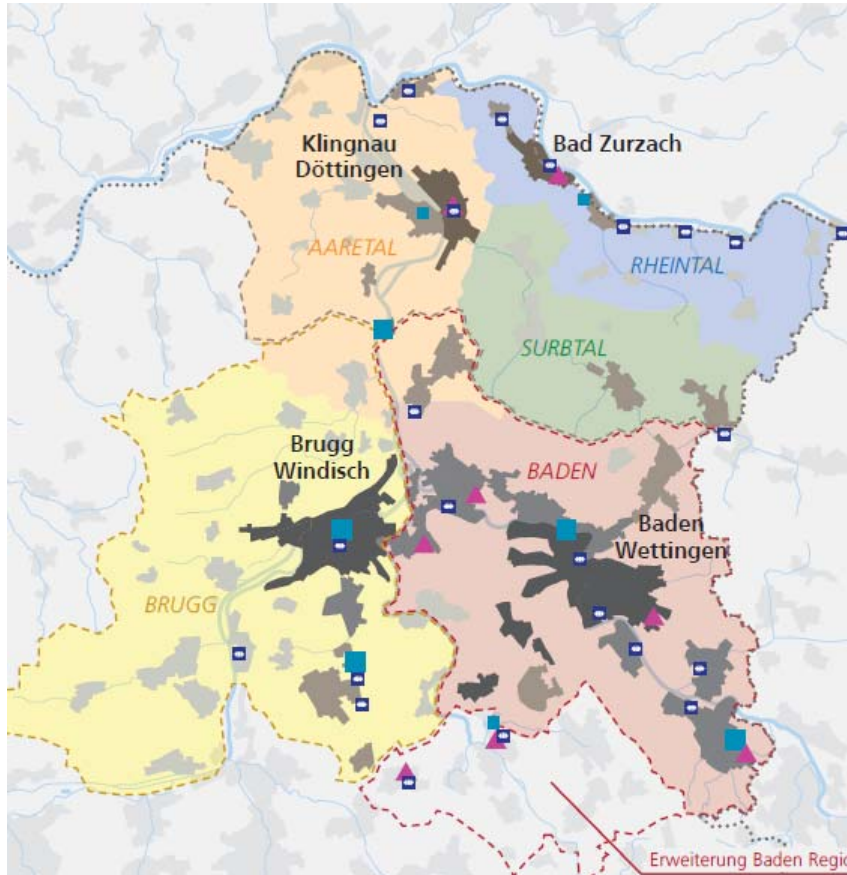 Klingnau
Döttingen
Bad Zurzach
AARETAL
RHEINTAL
SURBTAL
Brugg
Windisch
BADEN
Baden
Wettingen
BRUGG
Erweiterung Baden Regio